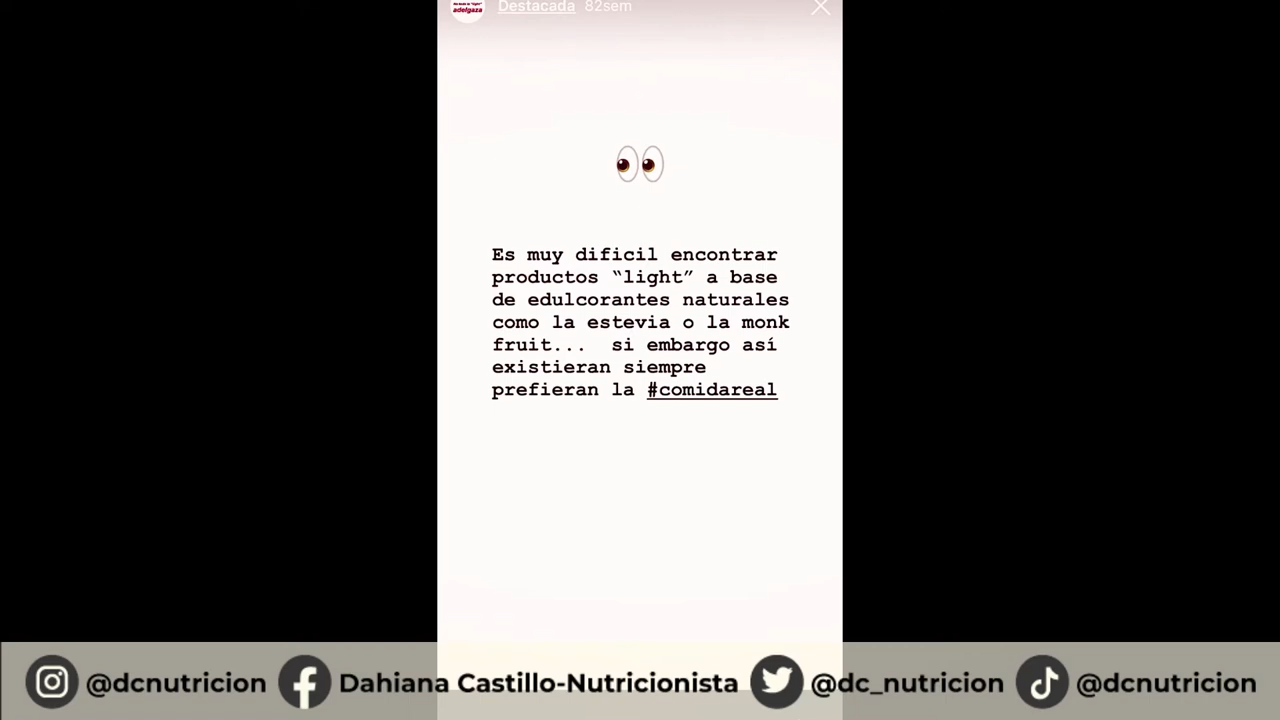 adelgaza
Destacada 82sem
Es muy dificil encontrar
productos “light” a base
de edulcorantes naturales
como la estevia o la monk
fruit... si embargo así
existieran siempre
prefieran la #comidareal
@dcnutricion Dahiana Castillo-Nutricionista @dc_nutricion @dcnutricion